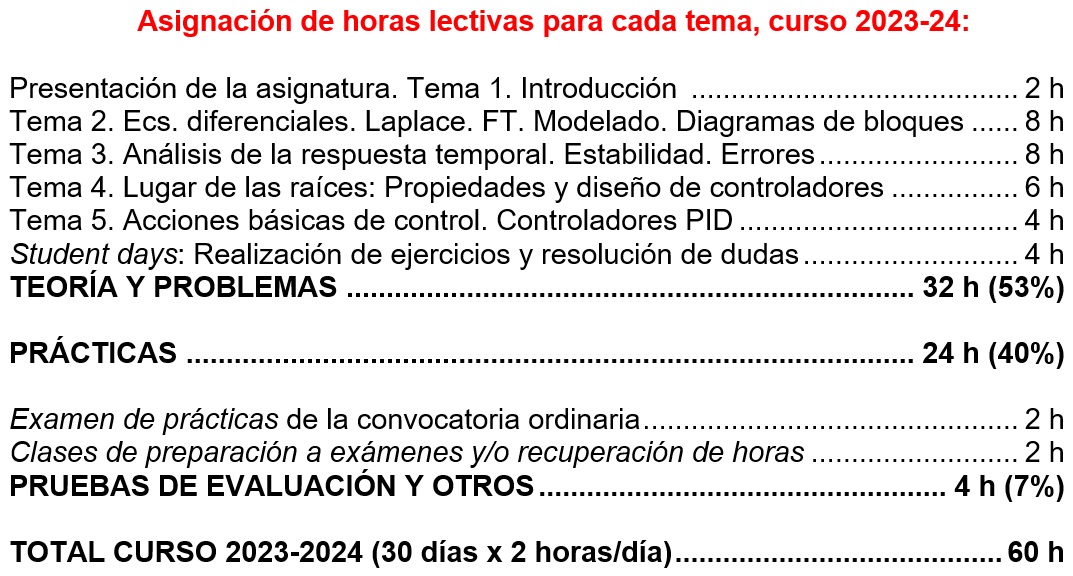 Asignación de horas lectivas para cada tema, curso 2023-24:
Presentación de la asignatura. Tema 1. Introducción ......................................... 2 h
Tema 2. Ecs. diferenciales. Laplace. FT. Modelado. Diagramas de bloques ...... 8 h
Tema 3. Análisis de la respuesta temporal. Estabilidad. Errores......................... 8 h
Tema 4. Lugar de las raíces: Propiedades y diseño de controladores ................ 6 h
Tema 5. Acciones básicas de control. Controladores PID ................................... 4 h
Student days: Realización de ejercicios y resolución de dudas........................... 4 h
TEORÍA Y PROBLEMAS ....................................................................... 32 h (53%)
PRÁCTICAS ........................................................................................... 24 h (40%)
Examen de prácticas de la convocatoria ordinaria............................................... 2 h
Clases de preparación a exámenes y/o recuperación de horas .......................... 2 h
PRUEBAS DE EVALUACIÓN Y OTROS................................................... 4 h (7%)
TOTAL CURSO 2023-2024 (30 días x 2 horas/día)......................................... 60 h